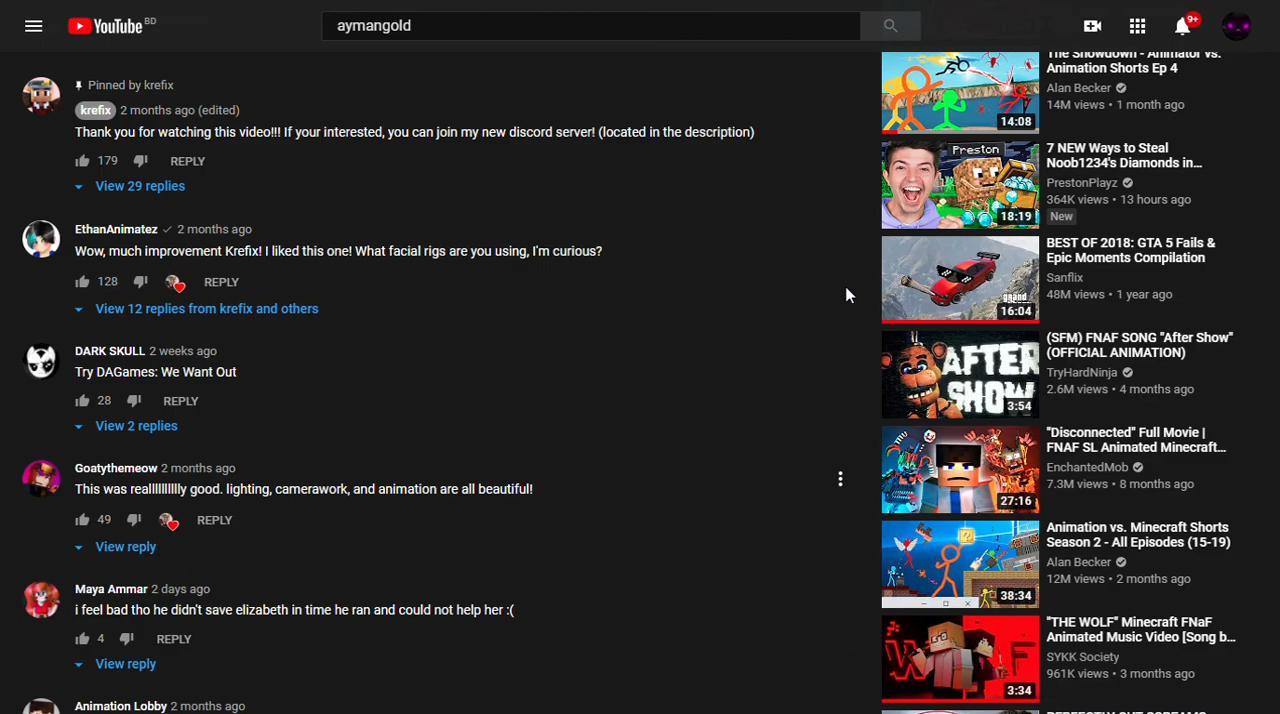 YouTube BD
aymangold
9+
Pinned by krefix
krefix 2 months ago (edited)
Thank you for watching this video!!! If your interested, you can join my new discord server! (located in the description)
179 REPLY
View 29 replies
EthanAnimatez 2 months ago
Wow, much improvement Krefix! I liked this one! What facial rigs are you using, I'm curious?
128 REPLY
View 12 replies from krefix and others
DARK SKULL 2 weeks ago
Try DAGames: We Want Out
28 REPLY
View 2 replies
Goatythemeow 2 months ago
This was reallllllllly good. lighting, camerawork, and animation are all beautiful!
49 REPLY
View reply
Maya Ammar 2 days ago
i feel bad tho he didn't save elizabeth in time he ran and could not help her :(
4 REPLY
View reply
Animation Lobby 2 months ago
14:08
The Showdown - Animator vs.
Animation Shorts Ep 4
Alan Becker
14M views • 1 month ago
Preston
18:19
7 NEW Ways to Steal
Noob1234's Diamonds in...
PrestonPlayz
364K views • 13 hours ago
New
grand
16:04
BEST OF 2018: GTA 5 Fails &
Epic Moments Compilation
Sanflix
48M views • 1 year ago
AFTER
SHOW
3:54
(SFM) FNAF SONG "After Show"
(OFFICIAL ANIMATION)
TryHardNinja
2.6M views • 4 months ago
27:16
"Disconnected" Full Movie |
FNAF SL Animated Minecraft...
EnchantedMob
7.3M views • 8 months ago
38:34
Animation vs. Minecraft Shorts
Season 2 - All Episodes (15-19)
Alan Becker
12M views • 2 months ago
W F
3:34
"THE WOLF" Minecraft FNaF
Animated Music Video [Song b...
SYKK Society
961K views • 3 months ago